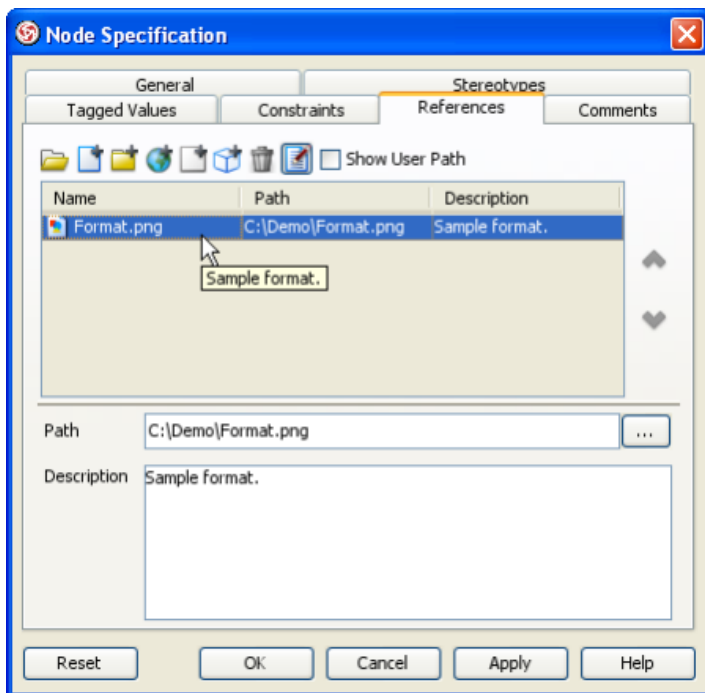 Node Specification
General Stereotypes
Tagged Values Constraints References Comments
Show User Path
Name Path Description
Format.png C:\Demo\Format.png Sample format.
Sample format.
Path C:\Demo\Format.png ...
Description Sample format.
Reset OK Cancel Apply Help